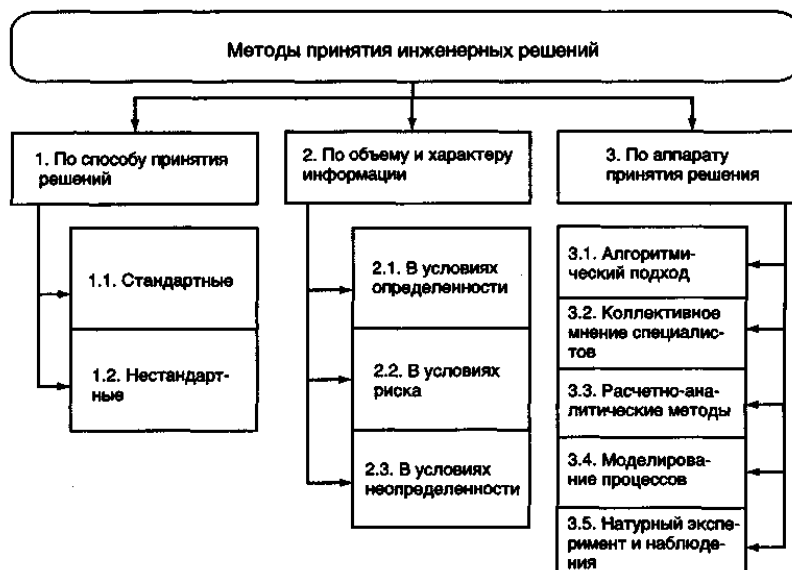 Методы принятия инженерных решений
1. По способу принятия
решений
2. По объему и характеру
информации
3. По аппарату
принятия решения
1.1. Стандартные
1.2. Нестандарт-
ные
2.1. В условиях
определенности
2.2. В условиях
риска
2.3. В условиях
неопределенности
3.1. Алгоритми-
ческий подход
3.2. Коллективное
мнение специалис-
тов
3.3. Расчетно-ана-
литические методы
3.4. Моделирова-
ние процессов
3.5. Натурный экспе-
римент и наблюде-
ния